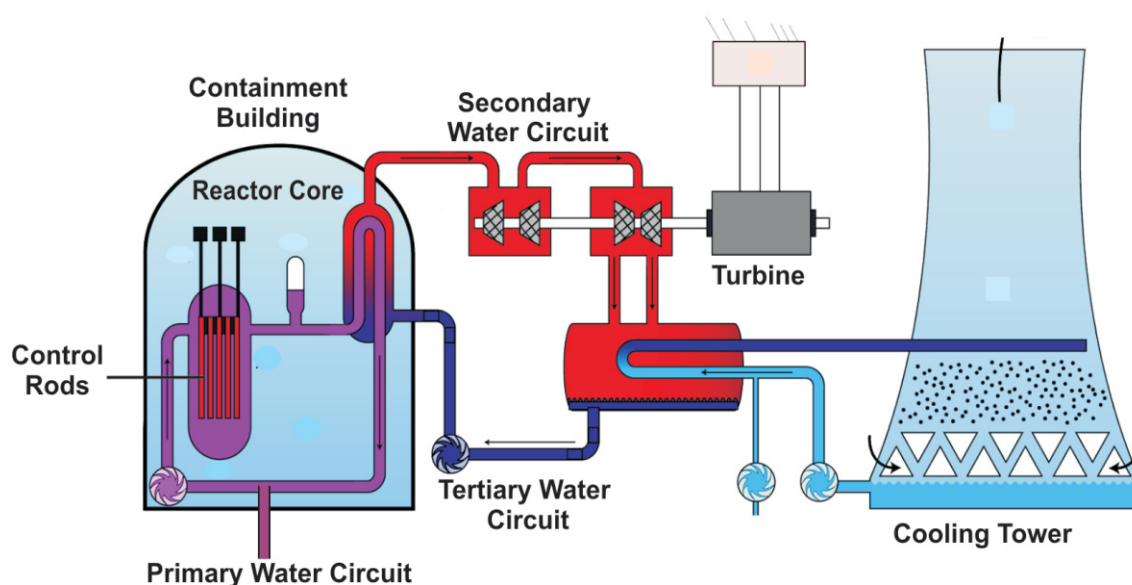 Containment
Building
Secondary
Water Circuit
Reactor Core
Turbine
Control
Rods
Tertiary Water
Circuit
Cooling Tower
Primary Water Circuit